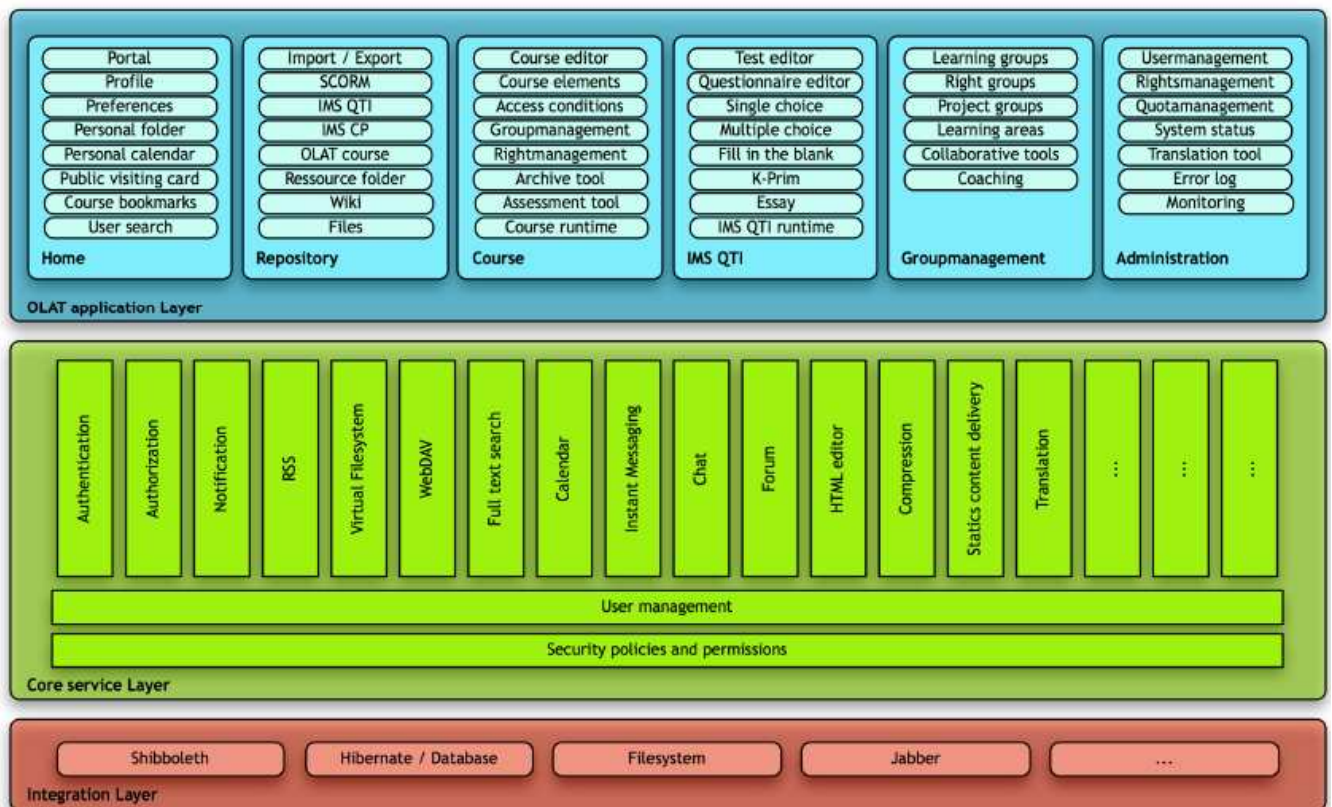 Portal
Profile
Preferences
Personal folder
Personal calendar
Public visiting card
Course bookmarks
User search
Home
Import / Export
SCORM
IMS QTI
IMS CP
OLAT course
Ressource folder
Wiki
Files
Repository
Course editor
Course elements
Access conditions
Groupmanagement
Rightmanagement
Archive tool
Assessment tool
Course runtime
Course
Test editor
Questionnaire editor
Single choice
Multiple choice
Fill in the blank
K-Prim
Essay
IMS QTI runtime
IMS QTI
Learning groups
Right groups
Project groups
Learning areas
Collaborative tools
Coaching
Groupmanagement
Usermanagement
Rightsmanagement
Quotamanagement
System status
Translation tool
Error log
Monitoring
Administration
OLAT application Layer
Authentication
Authorization
Notification
RSS
Virtual Filesystem
WebDAV
Full text search
Calendar
Instant Messaging
Chat
Forum
HTML editor
Compression
Statics content delivery
Translation
...
...
...
User management
Security policies and permissions
Core service Layer
Shibboleth
Hibernate / Database
Filesystem
Jabber
...
Integration Layer